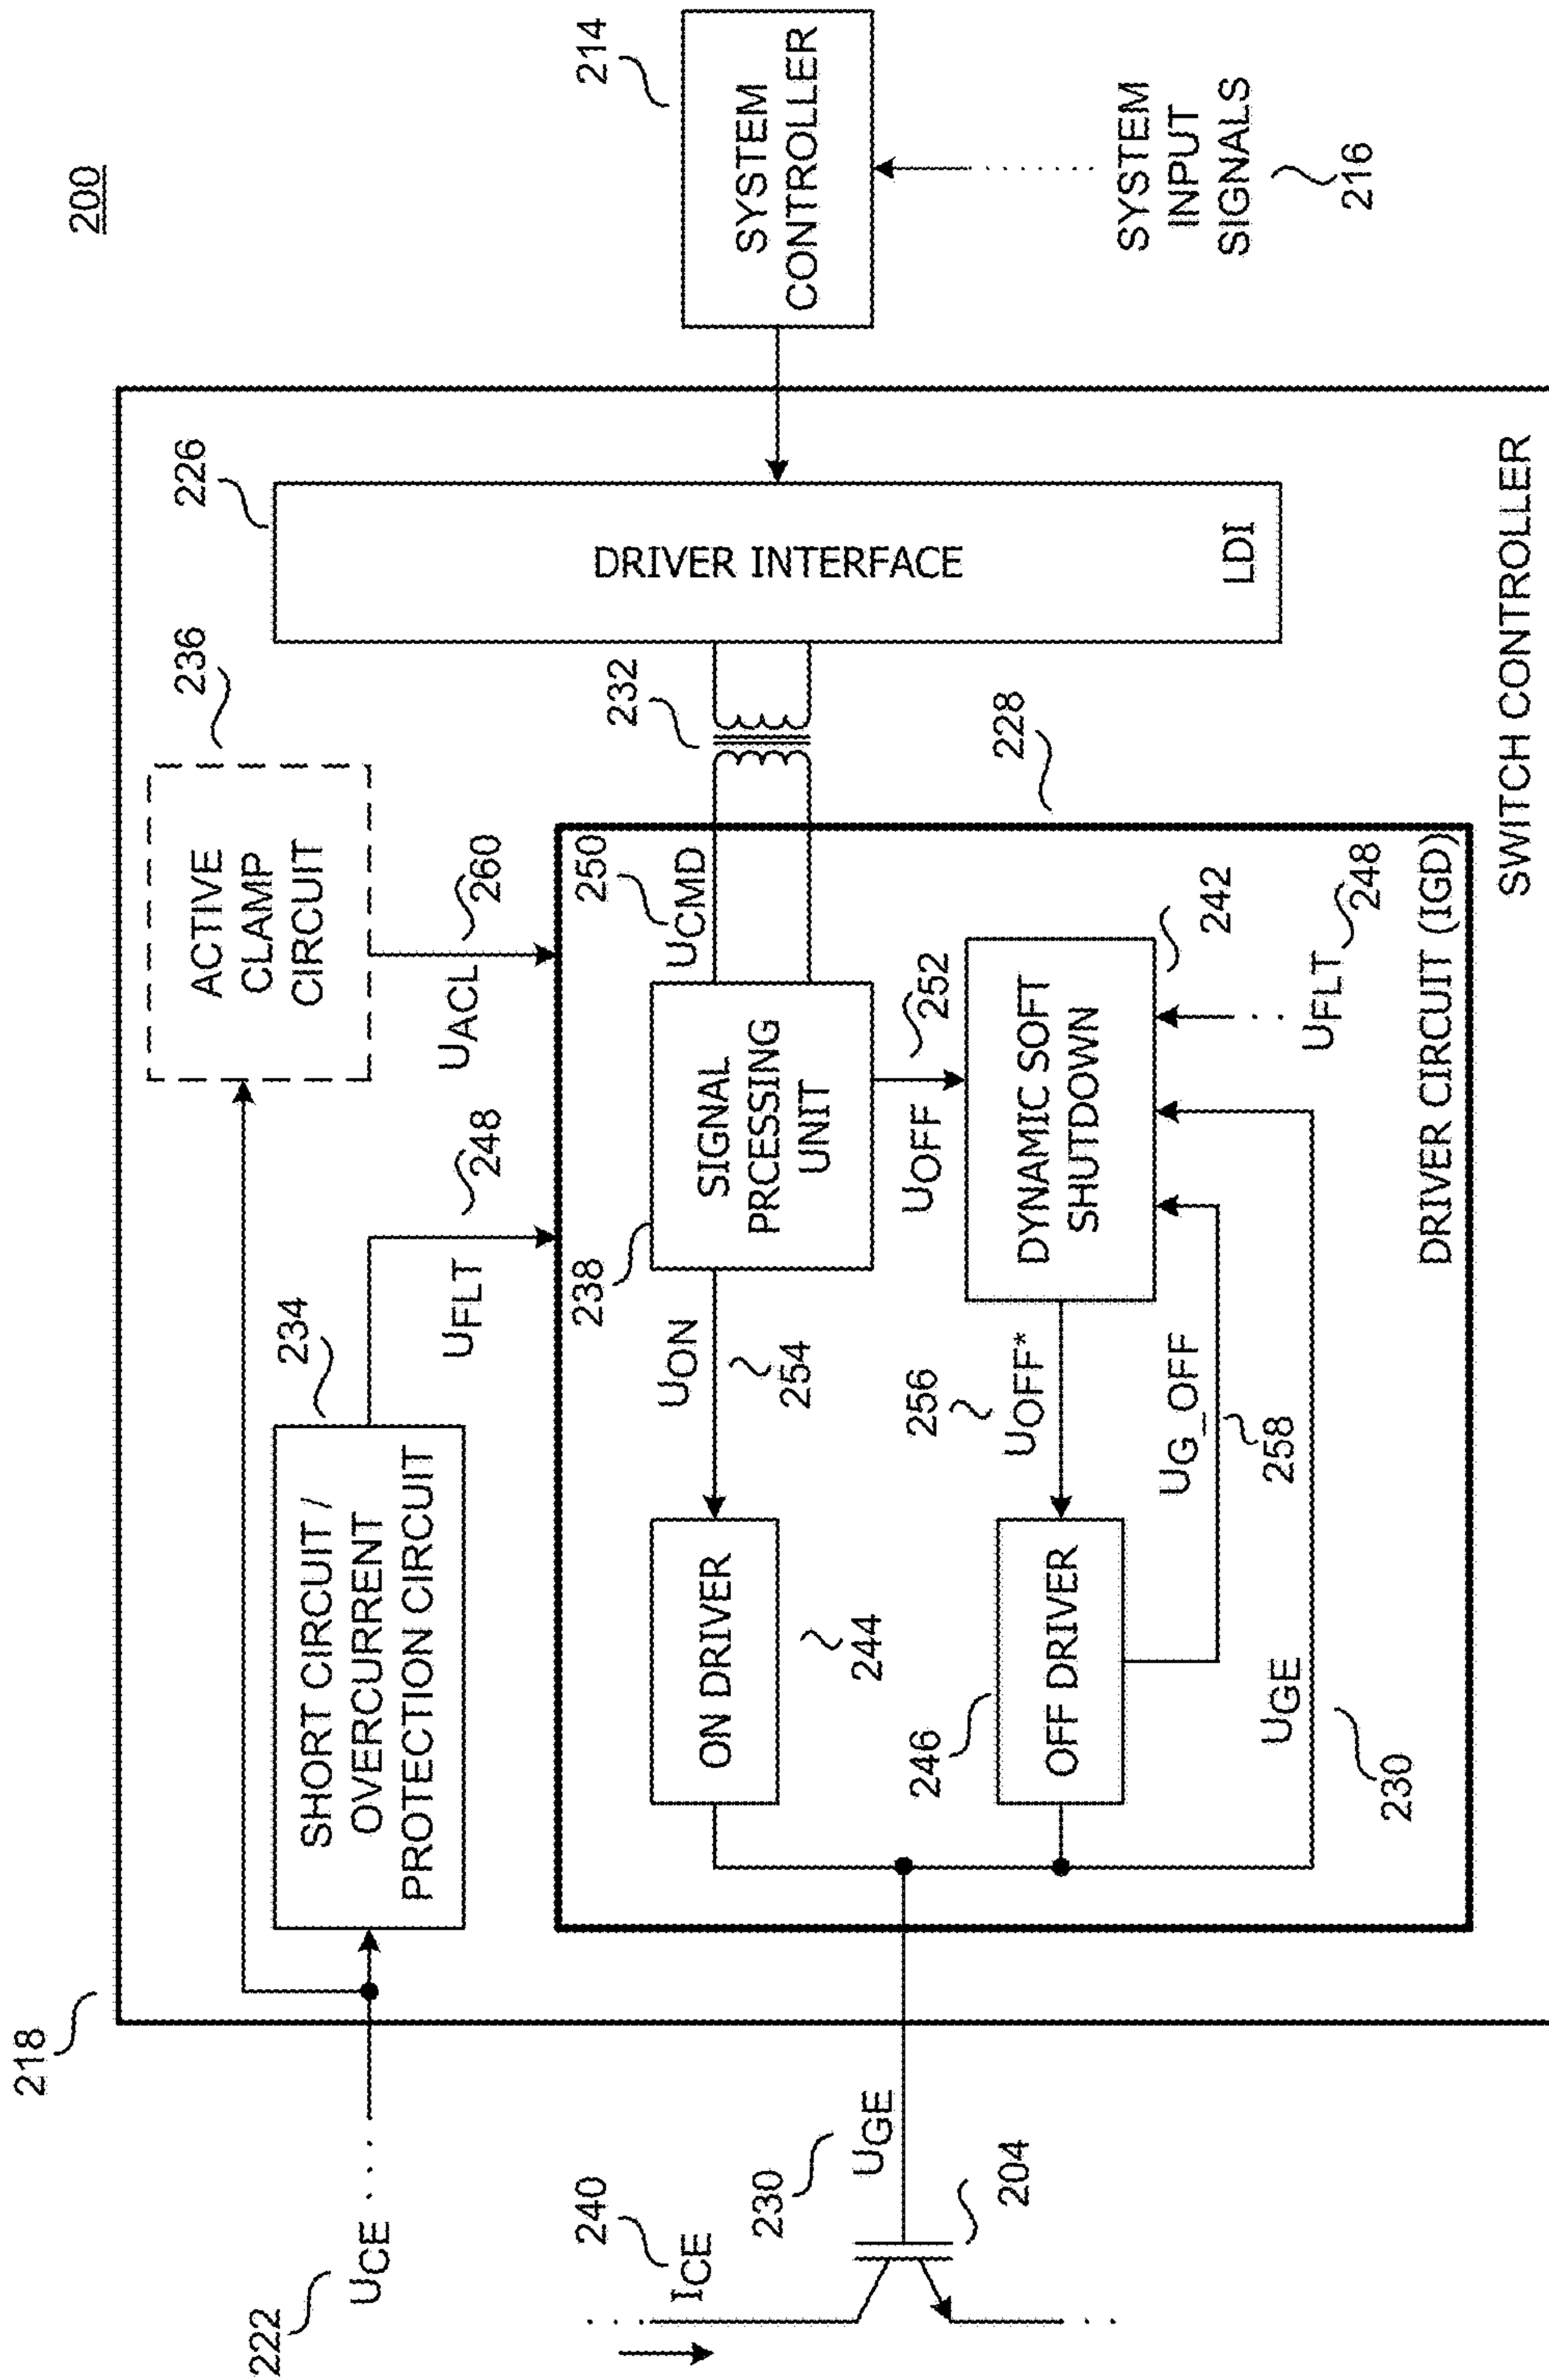 200
218
222
UCE
234
SHORT CIRCUIT /
OVERCURRENT
PROTECTION CIRCUIT
UFLT
248
236
ACTIVE
CLAMP
CIRCUIT
UACL
260
226
DRIVER INTERFACE
LDI
214
SYSTEM
CONTROLLER
SYSTEM
INPUT
SIGNALS
216
240
ICE
230
UGE
204
232
228
250
UCMD
238
SIGNAL
PRCESSING
UNIT
UON
254
ON DRIVER
244
UOFF
252
DYNAMIC SOFT
SHUTDOWN
242
UFLT
248
256
UOFF*
246
OFF DRIVER
UG_OFF
258
UGE
230
DRIVER CIRCUIT (IGD)
SWITCH CONTROLLER